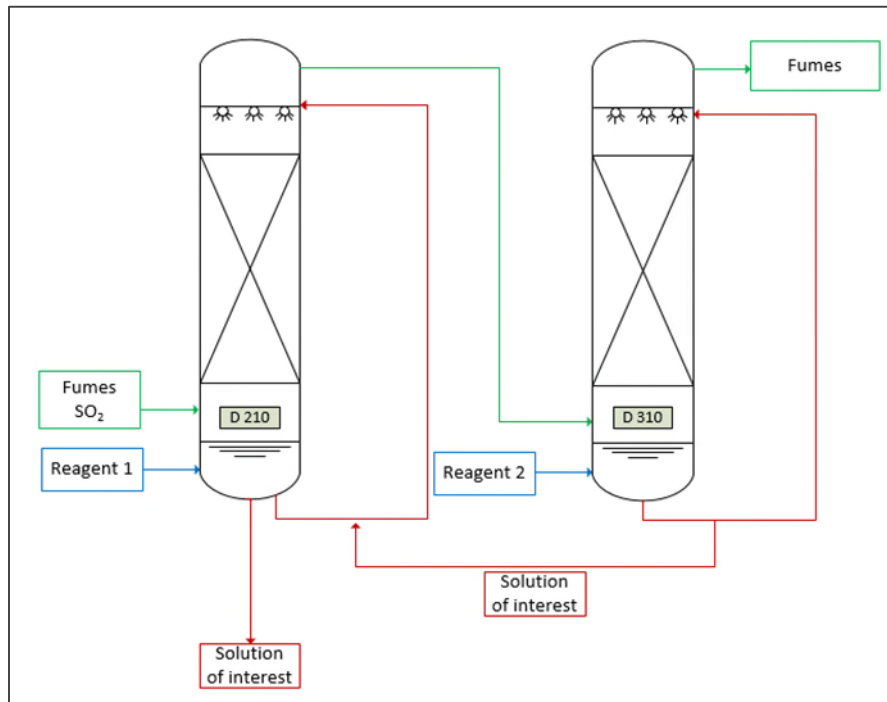 Fumes
Fumes
SO₂
D 210
D 310
Reagent 1
Reagent 2
Solution
of interest
Solution
of interest